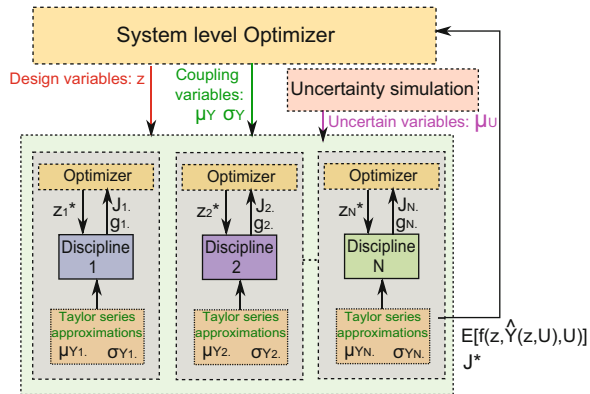 System level Optimizer
Design variables: z
Coupling
variables:
μY σY
Uncertainty simulation
Uncertain variables: μU
Optimizer
z1*
J1.
g1.
Discipline
1
Taylor series
approximations
μY1. σY1.
Optimizer
z2*
J2.
g2.
Discipline
2
Taylor series
approximations
μY2. σY2.
Optimizer
zN*
JN.
gN.
Discipline
N
Taylor series
approximations
μYN. σYN.
E[f(z,Ŷ(z,U),U)]
J*